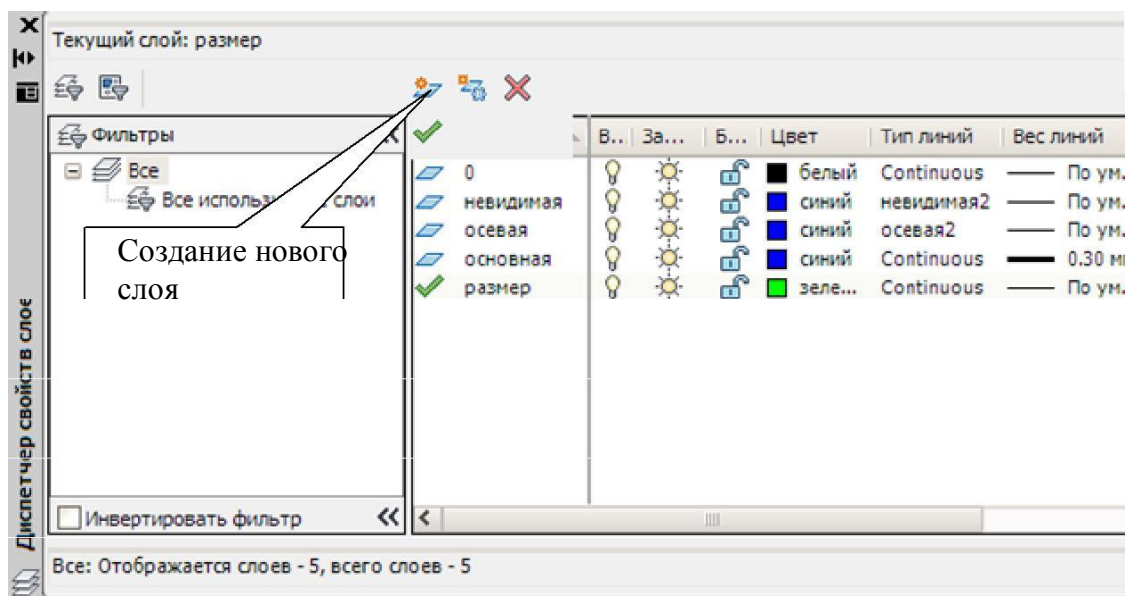 Текущий слой: размер
Фильтры
В... За... Б... Цвет Тип линий Вес линий
Все
Все использ слои
0 белый Continuous По ум.
невидимая синий невидимая2 По ум.
осевая синий осевая2 По ум.
основная синий Continuous 0.30 м
размер зеле... Continuous По ум.
Создание нового
слоя
Инвертировать фильтр
Все: Отображается слоев - 5, всего слоев - 5
Диспетчер свойств слоє